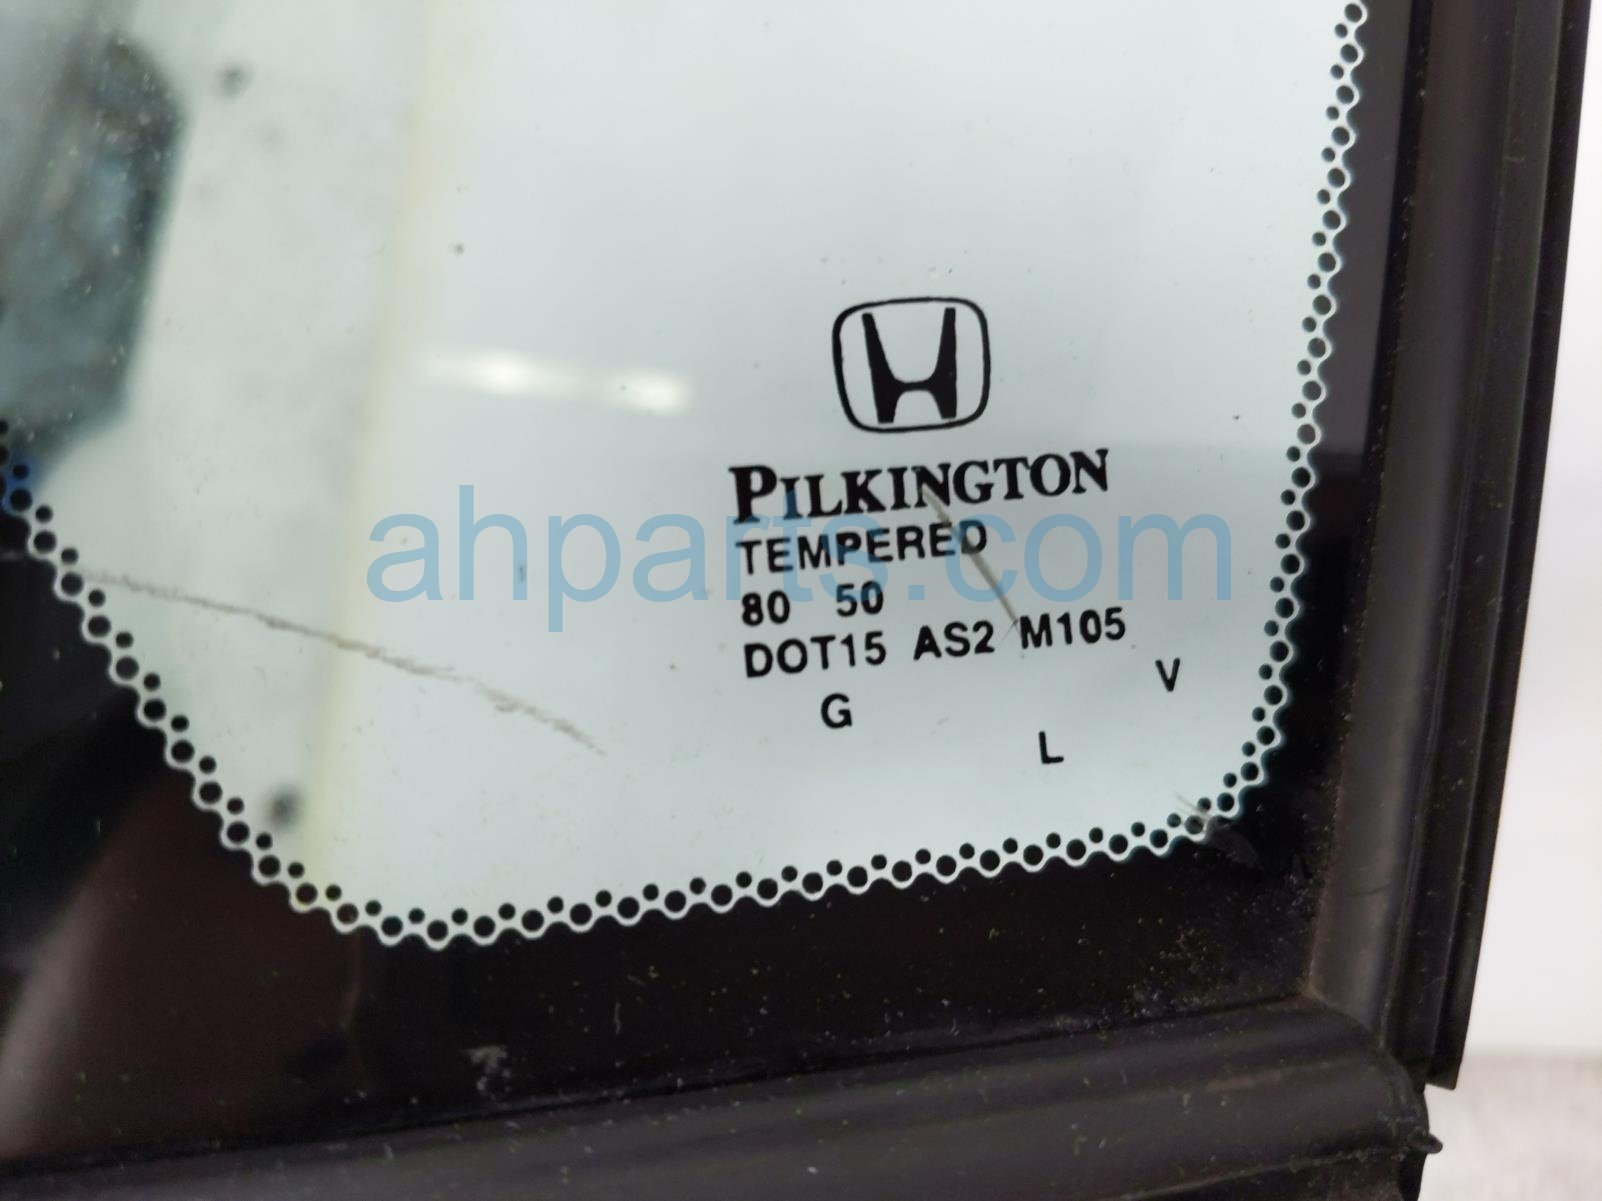 PILKINGTON
TEMPERED
80 50
DOT15 AS2 M105
V
G
L
ahparts.com